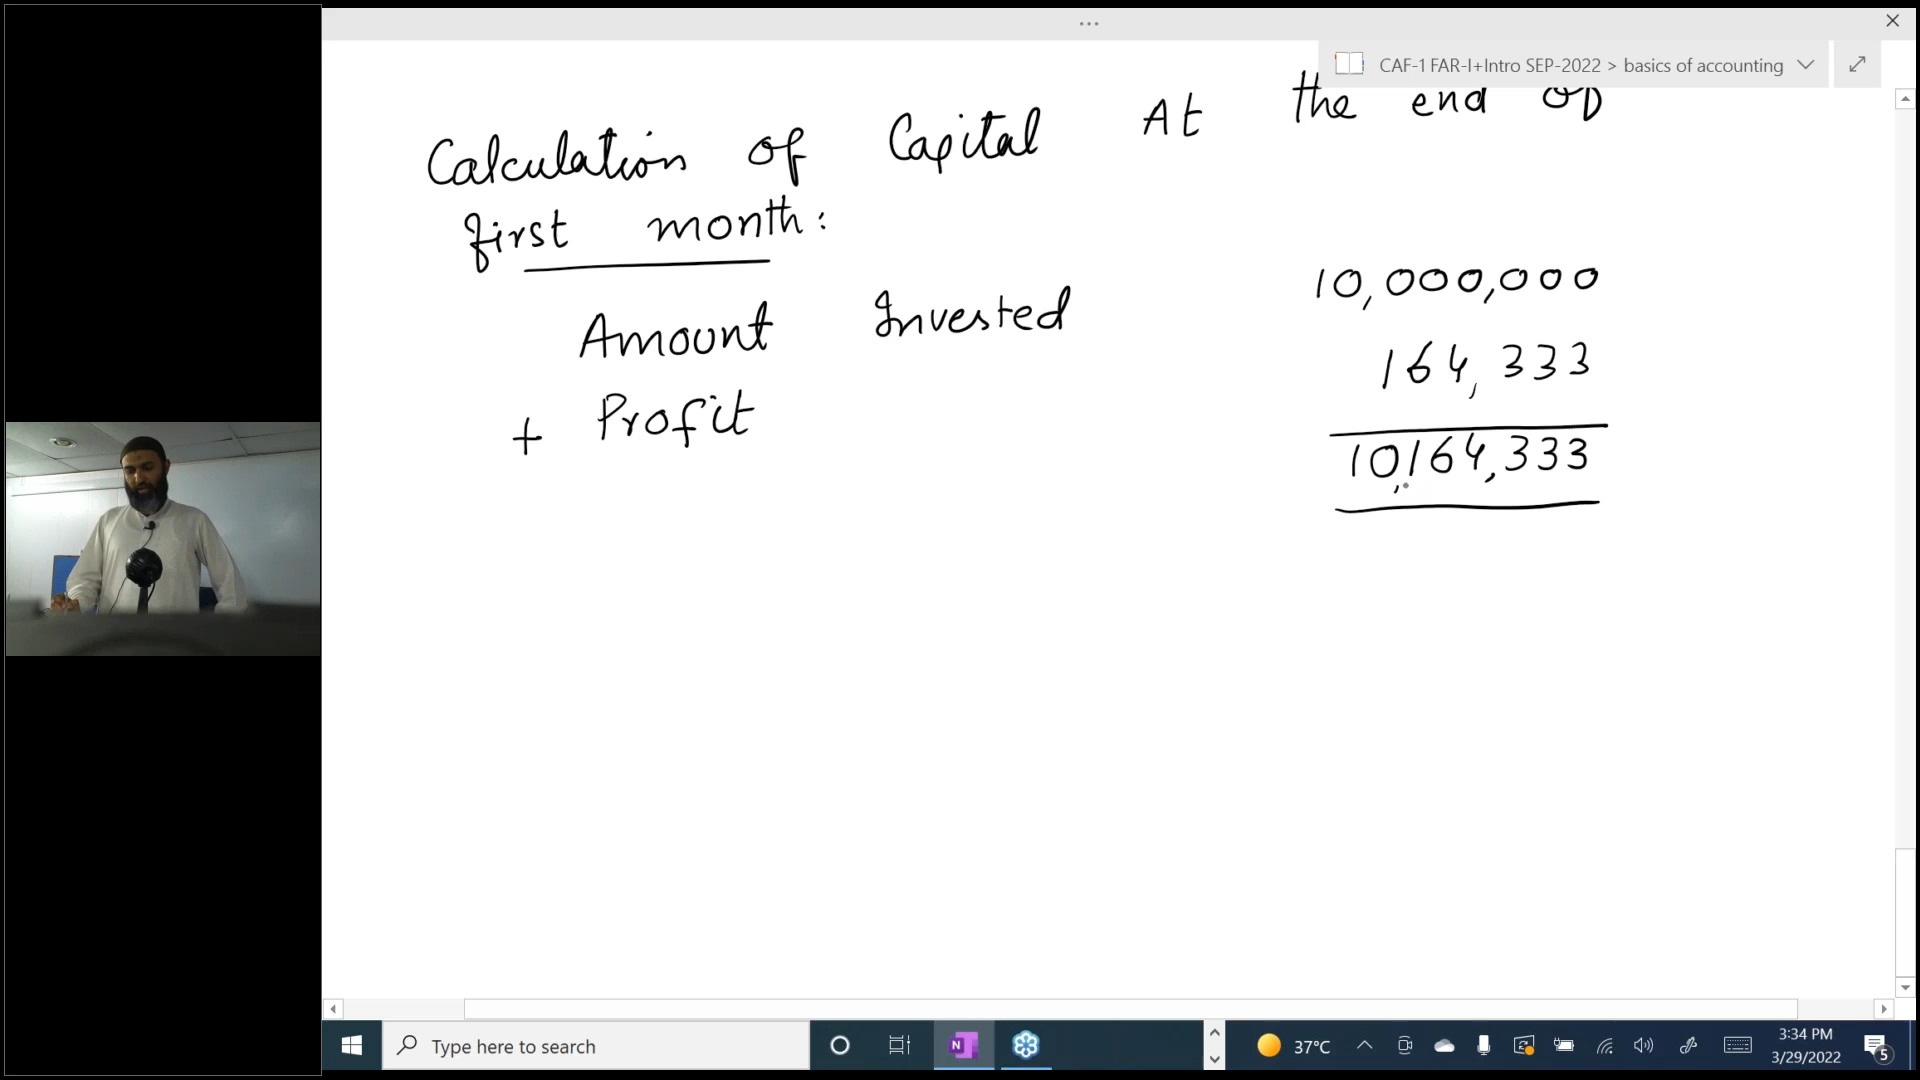 CAF-1 FAR-I+Intro SEP-2022 > basics of accounting
Calculation of Capital At the end of
first month:
Amount Invested 10,000,000
+ Profit 164,333
10,164,333
Type here to search
N
37°C
3:34 PM
3/29/2022
5